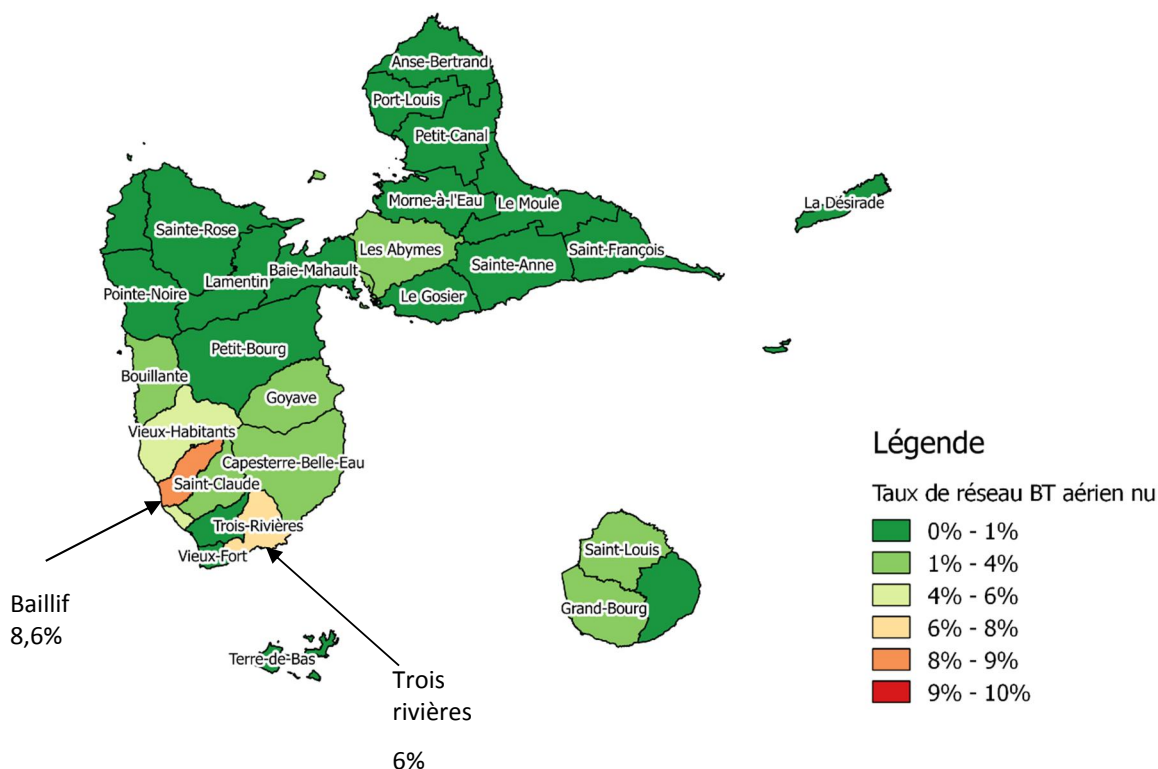 Anse-Bertrand
Port-Louis
Petit-Canal
Morne-à-l'Eau
Le Moule
La Désirade
Sainte-Rose
Les Abymes
Saint-François
Baie-Mahault
Sainte-Anne
Lamentin
Pointe-Noire
Le Gosier
Petit-Bourg
Bouillante
Goyave
Vieux-Habitants
Capesterre-Belle-Eau
Saint-Claude
Trois-Rivières
Vieux-Fort
Saint-Louis
Grand-Bourg
Terre-de-Bas
Baillif
8,6%
Trois
rivières
6%
Légende
Taux de réseau BT aérien nu
0% - 1%
1% - 4%
4% - 6%
6% - 8%
8% - 9%
9% - 10%